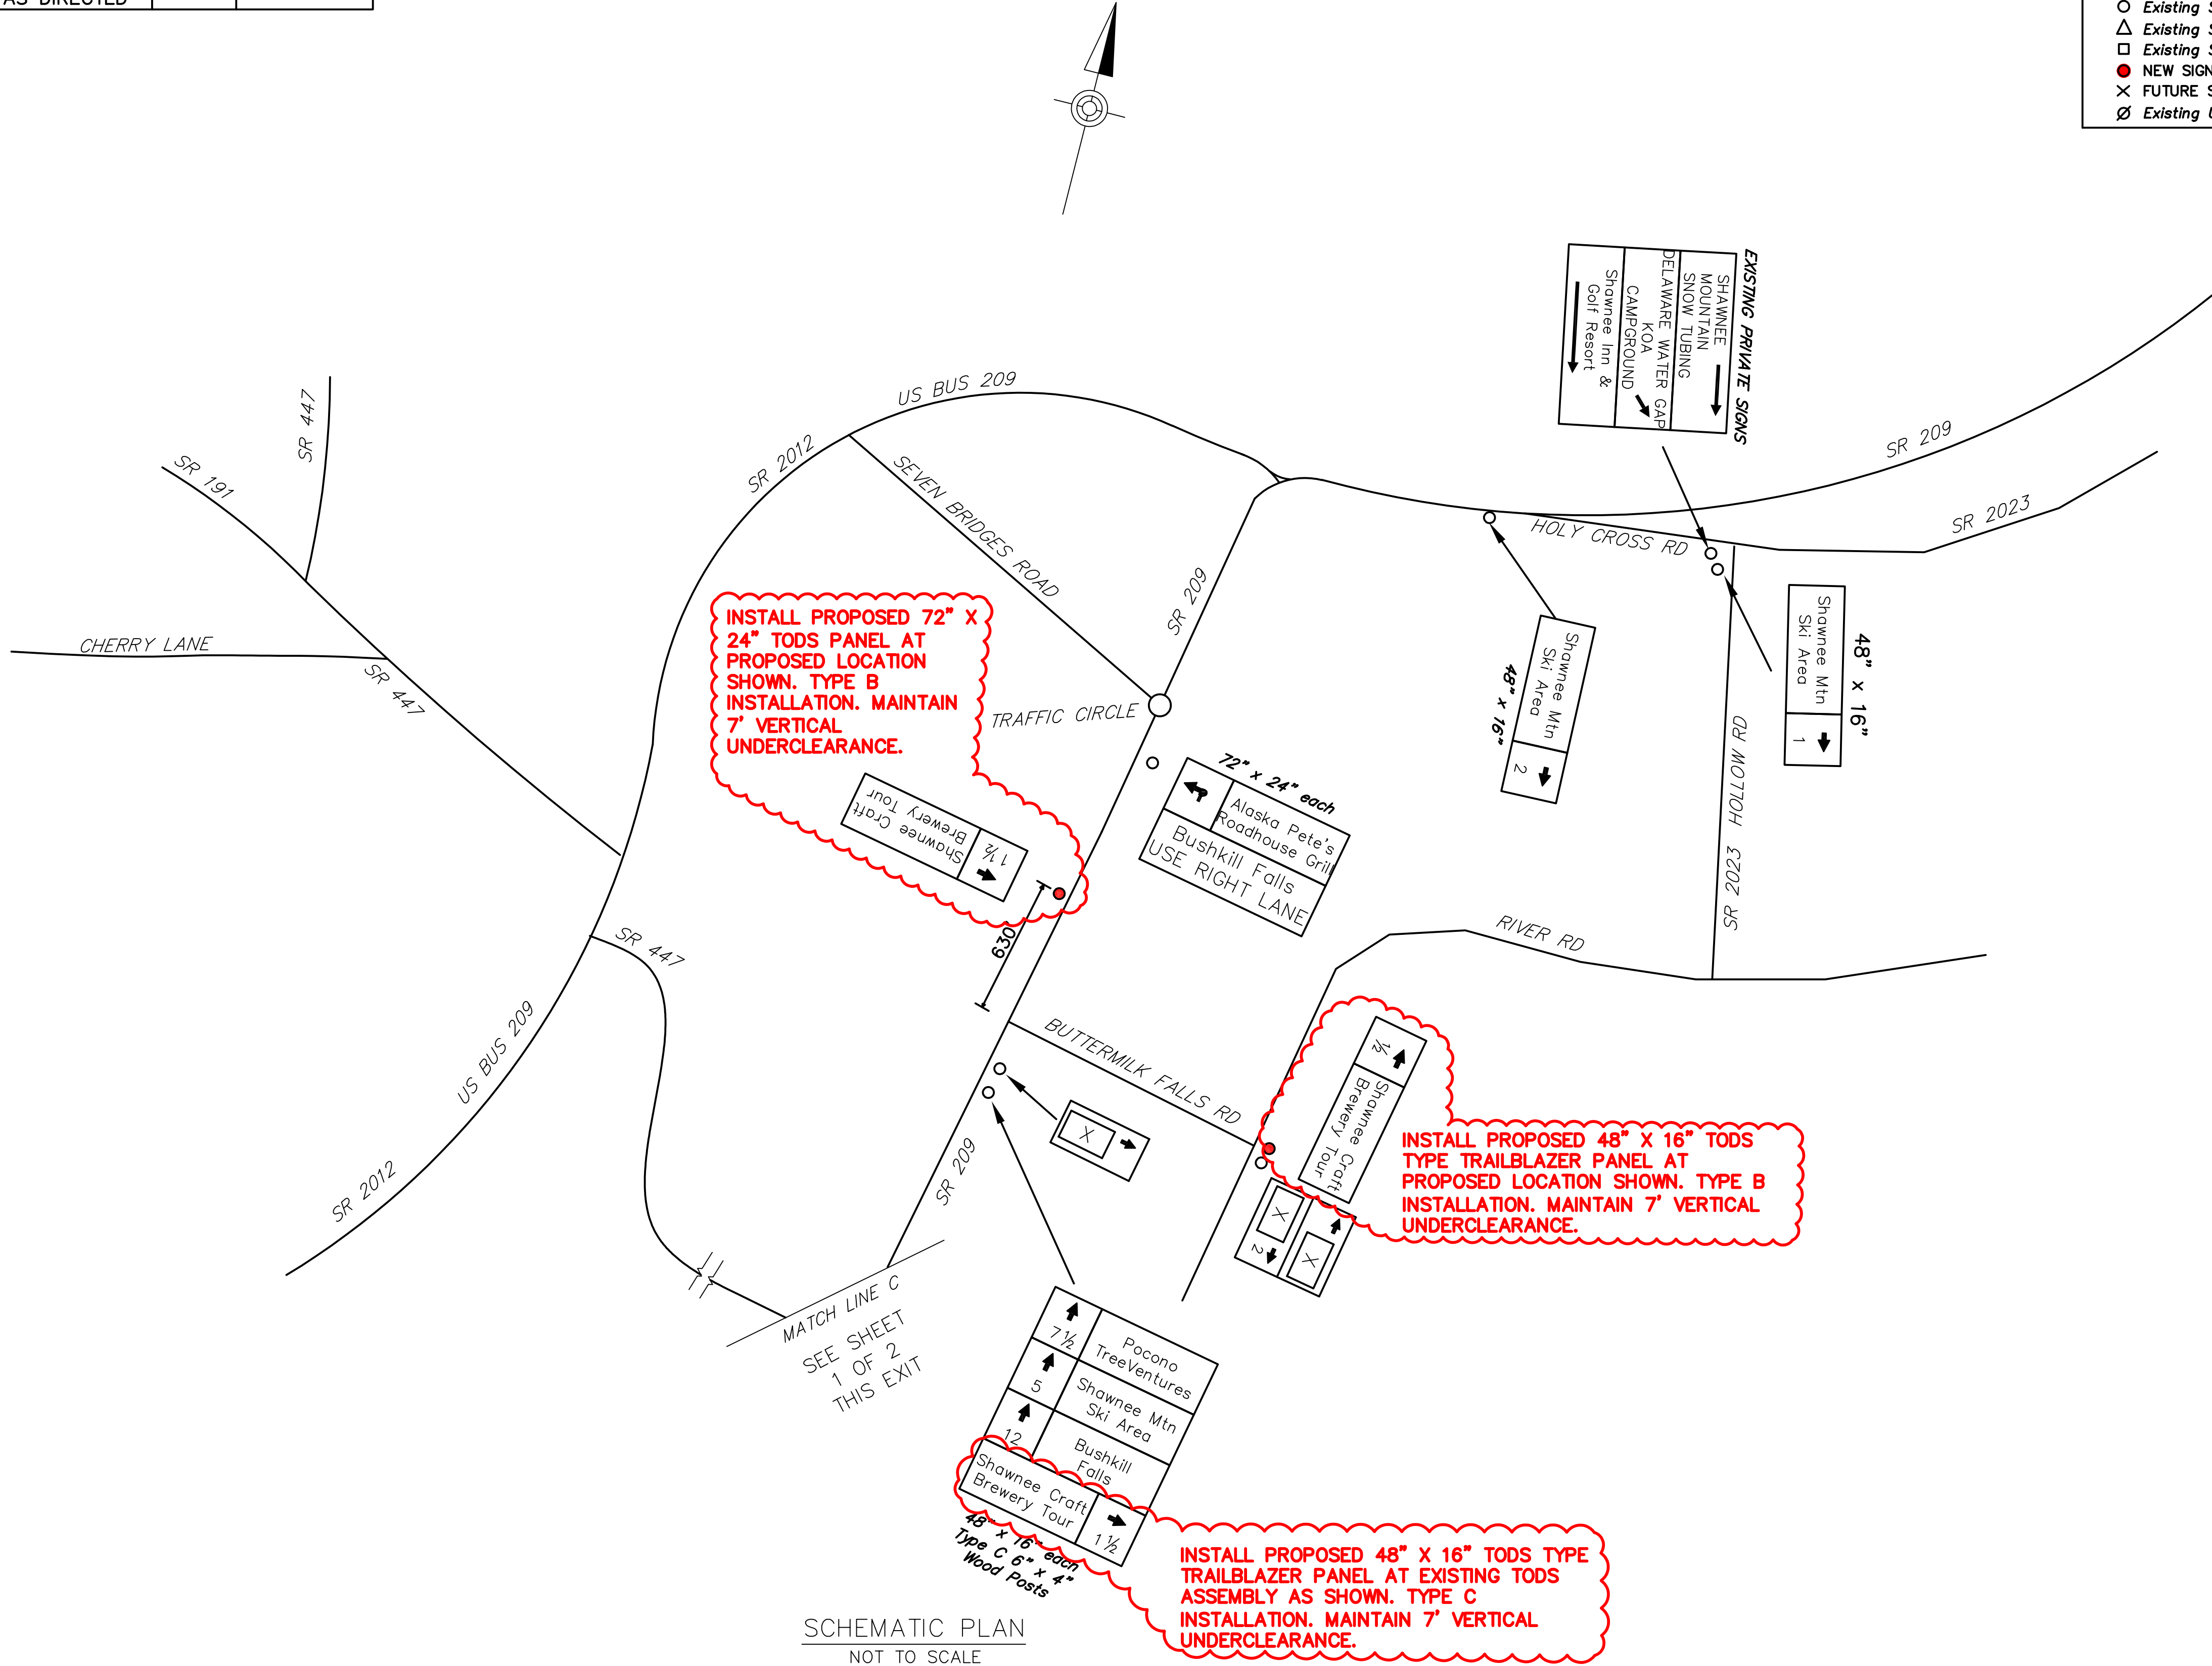 AS DIRECTED
Existing
Existing
Existing
NEW SIGN
FUTURE
Existing
EXISTING PRIVATE SIGNS
SHAWNEE
MOUNTAIN
SNOW TUBING
DELAWARE WATER GAP
KOA
CAMPGROUND
Shawnee Inn &
Golf Resort
US BUS 209
SR 447
SR 191
SR 2012
SEVEN BRIDGES ROAD
SR 209
HOLY CROSS RD
SR 2023
SR 209
CHERRY LANE
SR 447
INSTALL PROPOSED 72" X
24" TODS PANEL AT
PROPOSED LOCATION
SHOWN. TYPE B
INSTALLATION. MAINTAIN
7' VERTICAL
UNDERCLEARANCE.
Shawnee Craft
Brewery Tour
1 ½
TRAFFIC CIRCLE
72" x 24" each
Alaska Pete's
Roadhouse Grill
Bushkill Falls
USE RIGHT LANE
Shawnee Mtn
Ski Area
2
48" x 16"
Shawnee Mtn
Ski Area
1
48" x 16"
SR 2023 HOLLOW RD
RIVER RD
630'
SR 447
US BUS 209
SR 2012
BUTTERMILK FALLS RD
X
SR 209
½
Shawnee Craft
Brewery Tour
INSTALL PROPOSED 48" X 16" TODS
TYPE TRAILBLAZER PANEL AT
PROPOSED LOCATION SHOWN. TYPE B
INSTALLATION. MAINTAIN 7' VERTICAL
UNDERCLEARANCE.
X
2
X
MATCH LINE C
SEE SHEET
1 OF 2
THIS EXIT
7 ½
Pocono
TreeVentures
5
Shawnee Mtn
Ski Area
12
Bushkill
Falls
Shawnee Craft
Brewery Tour
1 ½
48" x 16" each
Type C 6" x 4"
Wood Posts
INSTALL PROPOSED 48" X 16" TODS TYPE
TRAILBLAZER PANEL AT EXISTING TODS
ASSEMBLY AS SHOWN. TYPE C
INSTALLATION. MAINTAIN 7' VERTICAL
UNDERCLEARANCE.
SCHEMATIC PLAN
NOT TO SCALE